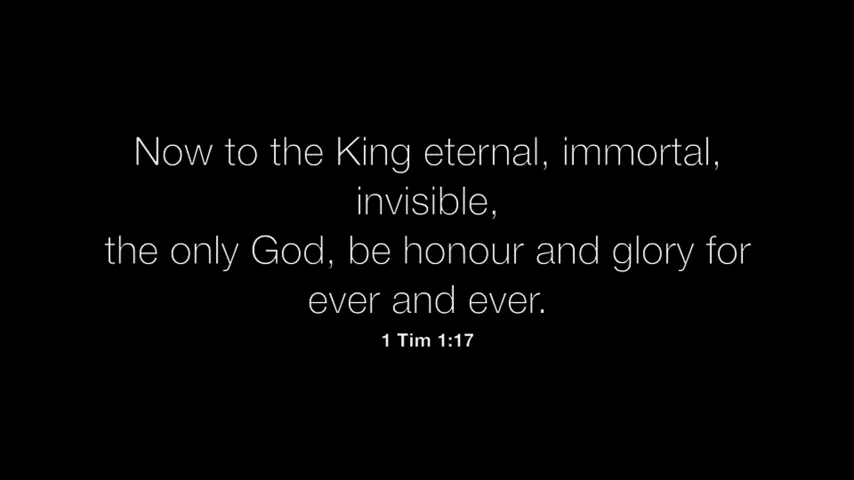 Now to the King eternal, immortal,
invisible,
the only God, be honour and glory for
ever and ever.
1 Tim 1:17